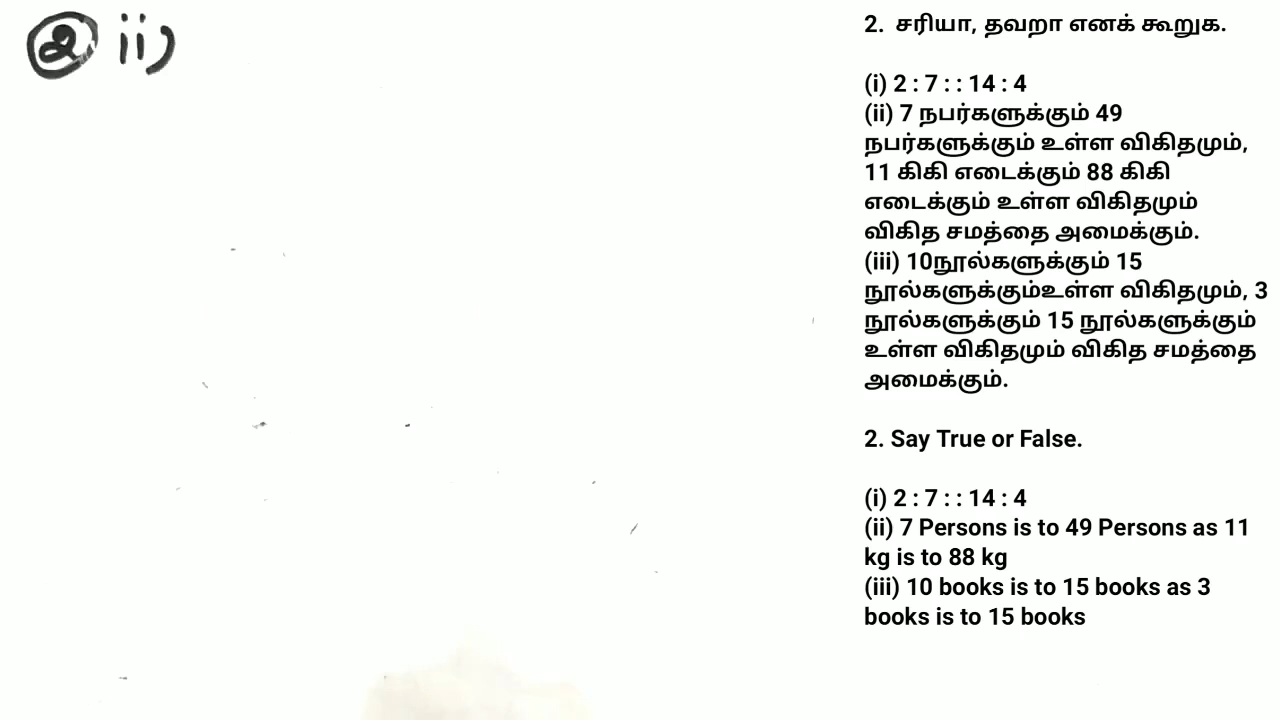 2 ii)
2. சரியா, தவறா எனக் கூறுக.
(i) 2 : 7 : : 14 : 4
(ii) 7 நபர்களுக்கும் 49
நபர்களுக்கும் உள்ள விகிதமும்,
11 கிகி எடைக்கும் 88 கிகி
எடைக்கும் உள்ள விகிதமும்
விகித சமத்தை அமைக்கும்.
(iii) 10நூல்களுக்கும் 15
நூல்களுக்கும்உள்ள விகிதமும், 3
நூல்களுக்கும் 15 நூல்களுக்கும்
உள்ள விகிதமும் விகித சமத்தை
அமைக்கும்.
2. Say True or False.
(i) 2 : 7 : : 14 : 4
(ii) 7 Persons is to 49 Persons as 11
kg is to 88 kg
(iii) 10 books is to 15 books as 3
books is to 15 books